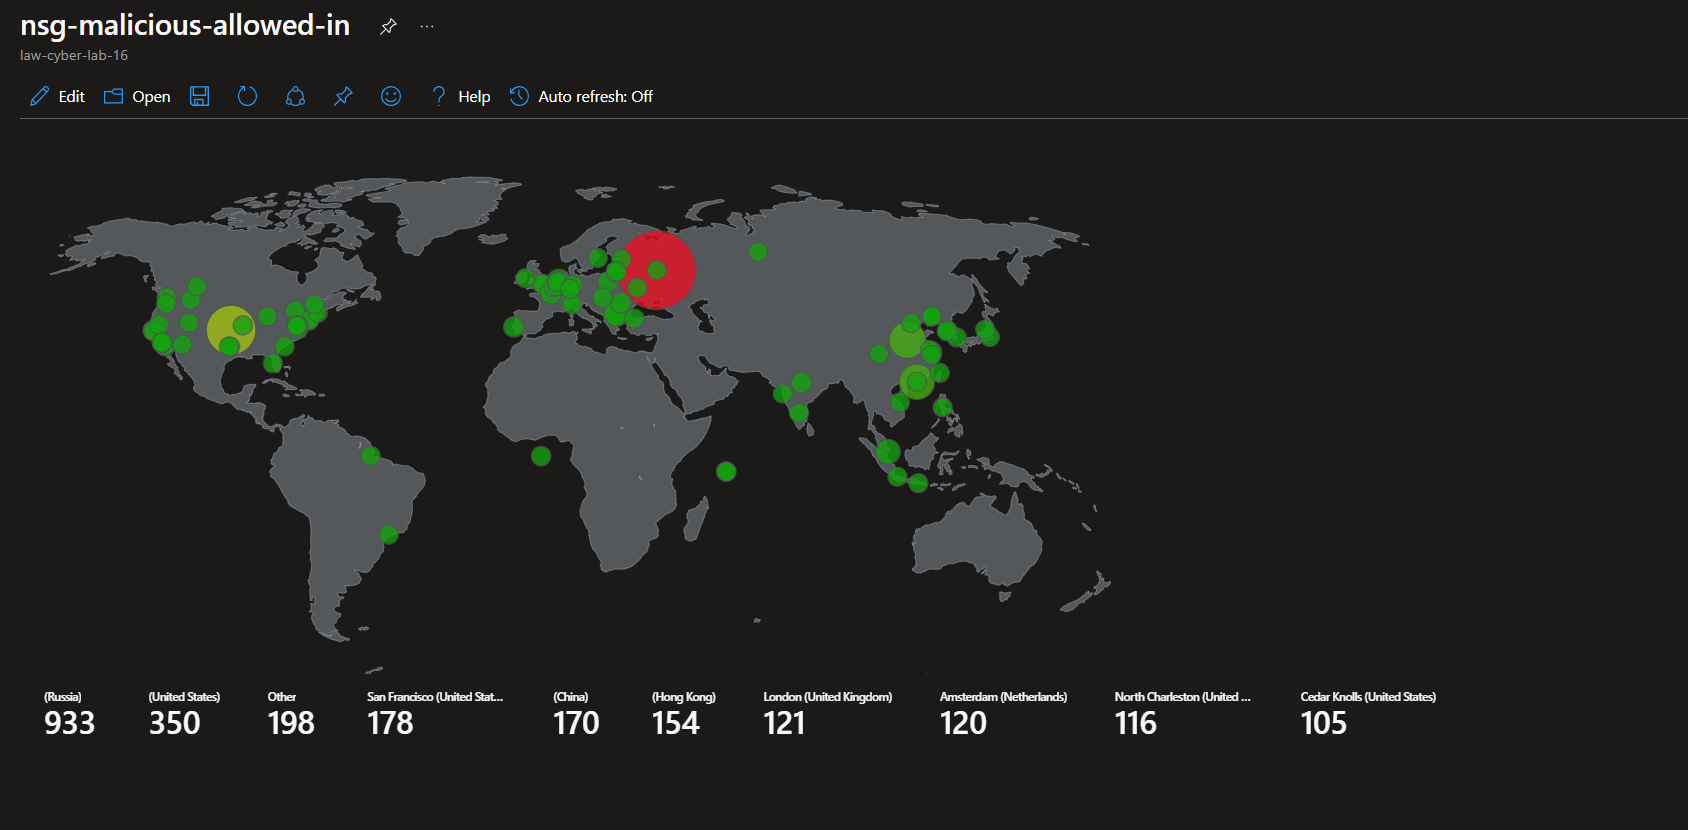 nsg-malicious-allowed-in
law-cyber-lab-16
Edit Open Help Auto refresh: Off
(Russia) (United States) Other San Francisco (United Stat... (China) (Hong Kong) London (United Kingdom) Amsterdam (Netherlands) North Charleston (United ... Cedar Knolls (United States)
933 350 198 178 170 154 121 120 116 105